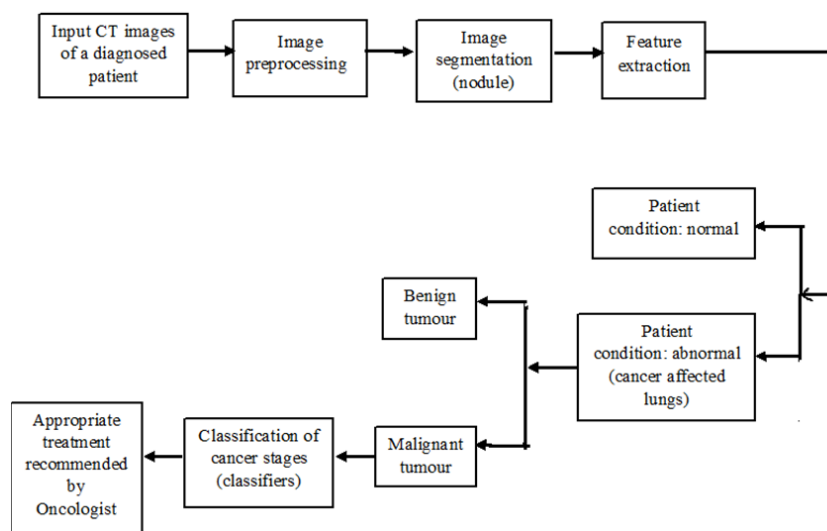 Input CT images
of a diagnosed
patient
Image
preprocessing
Image
segmentation
(nodule)
Feature
extraction
Patient
condition: normal
Patient
condition: abnormal
(cancer affected
lungs)
Benign
tumour
Malignant
tumour
Classification of
cancer stages
(classifiers)
Appropriate
treatment
recommended
by
Oncologist